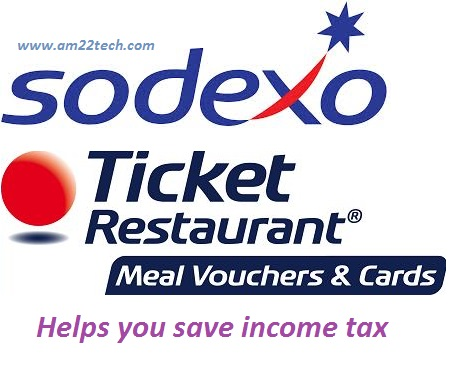 www.am22tech.com
sodexo
Ticket
Restaurant®
Meal Vouchers & Cards
Helps you save income tax